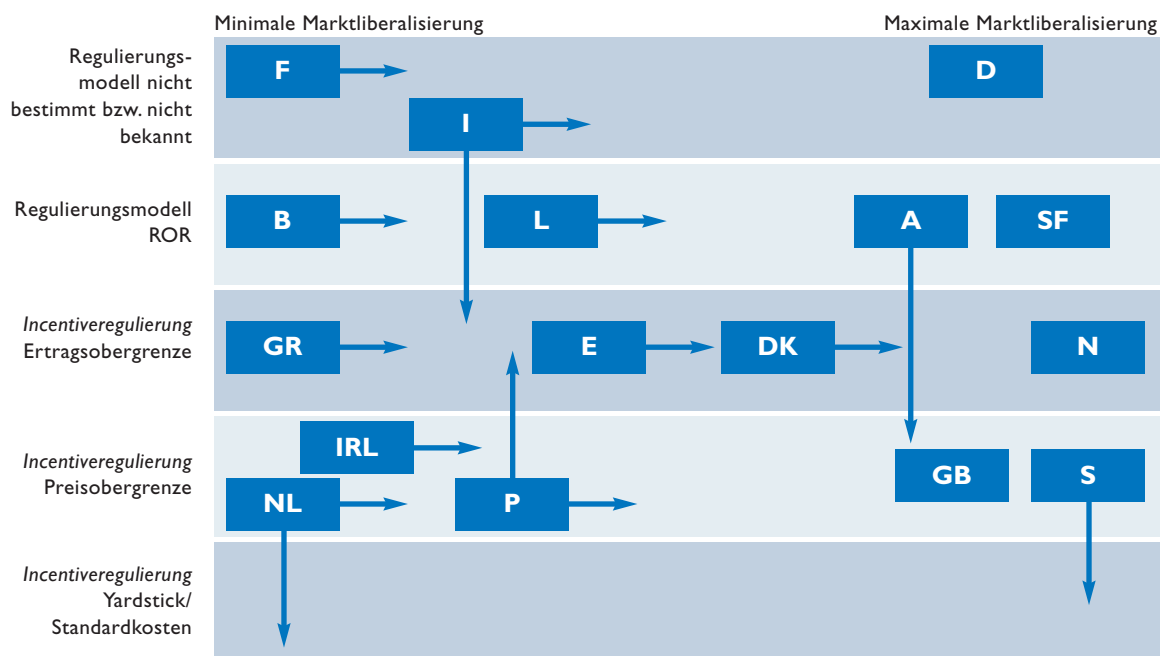 Minimale Marktliberalisierung
Maximale Marktliberalisierung
Regulierungs-
modell nicht
bestimmt bzw. nicht
bekannt
F
D
I
Regulierungsmodell
ROR
B
L
A
SF
Incentiveregulierung
Ertragsobergrenze
GR
E
DK
N
Incentiveregulierung
Preisobergrenze
IRL
NL
P
GB
S
Incentiveregulierung
Yardstick/
Standardkosten